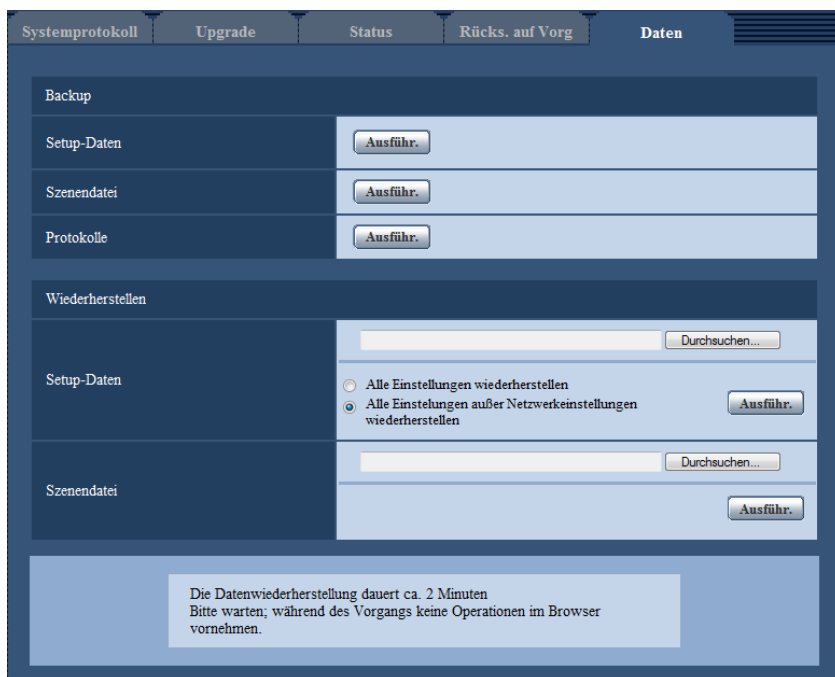 Systemprotokoll Upgrade Status Rücks. auf Vorg Daten
Backup
Setup-Daten Ausführ.
Szenendatei Ausführ.
Protokolle Ausführ.
Wiederherstellen
Setup-Daten
Durchsuchen...
Alle Einstellungen wiederherstellen
Alle Einstelungen außer Netzwerkeinstellungen
wiederherstellen
Ausführ.
Szenendatei
Durchsuchen...
Ausführ.
Die Datenwiederherstellung dauert ca. 2 Minuten
Bitte warten; während des Vorgangs keine Operationen im Browser
vornehmen.